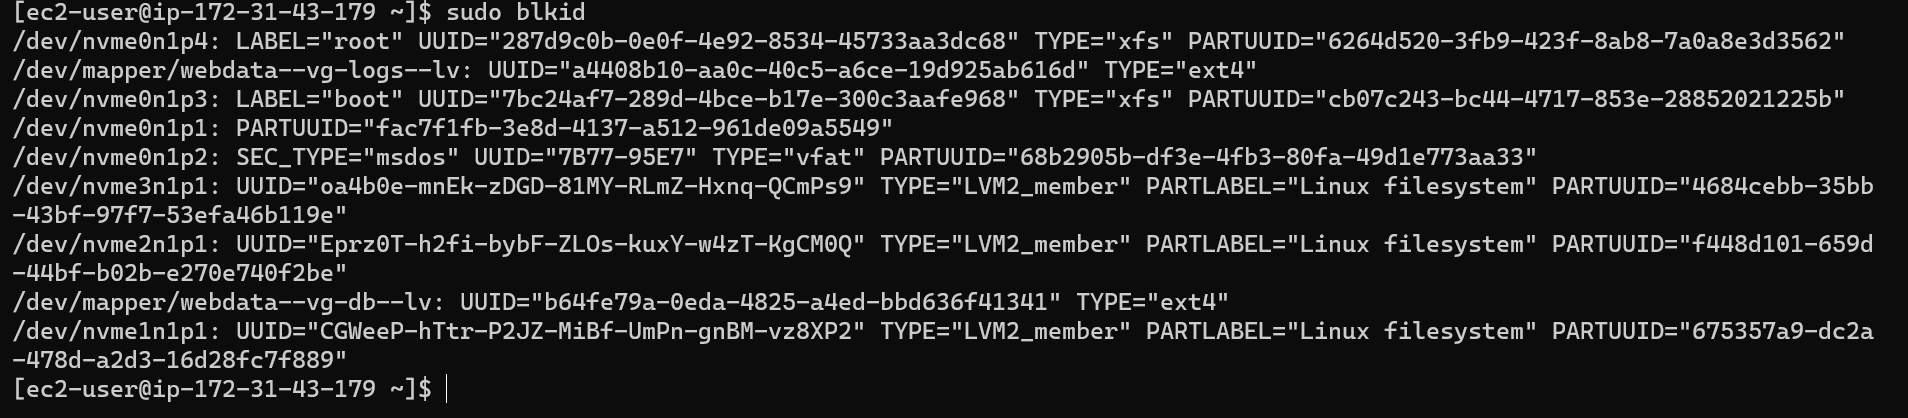 [ec2-user@ip-172-31-43-179 ~]$ sudo blkid
/dev/nvme0n1p4: LABEL="root" UUID="287d9c0b-0e0f-4e92-8534-45733aa3dc68" TYPE="xfs" PARTUUID="6264d520-3fb9-423f-8ab8-7a0a8e3d3562"
/dev/mapper/webdata--vg-logs--lv: UUID="a4408b10-aa0c-40c5-a6ce-19d925ab616d" TYPE="ext4"
/dev/nvme0n1p3: LABEL="boot" UUID="7bc24af7-289d-4bce-b17e-300c3aafe968" TYPE="xfs" PARTUUID="cb07c243-bc44-4717-853e-28852021225b"
/dev/nvme0n1p1: PARTUUID="fac7f1fb-3e8d-4137-a512-961de09a5549"
/dev/nvme0n1p2: SEC_TYPE="msdos" UUID="7B77-95E7" TYPE="vfat" PARTUUID="68b2905b-df3e-4fb3-80fa-49d1e773aa33"
/dev/nvme3n1p1: UUID="oa4b0e-mnEk-zDGD-81MY-RLmZ-Hxnq-QCmPs9" TYPE="LVM2_member" PARTLABEL="Linux filesystem" PARTUUID="4684cebb-35bb
-43bf-97f7-53efa46b119e"
/dev/nvme2n1p1: UUID="Eprz0T-h2fi-bybF-ZLOs-kuxY-w4zT-KgCM0Q" TYPE="LVM2_member" PARTLABEL="Linux filesystem" PARTUUID="f448d101-659d
-44bf-b02b-e270e740f2be"
/dev/mapper/webdata--vg-db--lv: UUID="b64fe79a-0eda-4825-a4ed-bbd636f41341" TYPE="ext4"
/dev/nvme1n1p1: UUID="CGWeeP-hTtr-P2JZ-MiBf-UmPn-gnBM-vz8XP2" TYPE="LVM2_member" PARTLABEL="Linux filesystem" PARTUUID="675357a9-dc2a
-478d-a2d3-16d28fc7f889"
[ec2-user@ip-172-31-43-179 ~]$